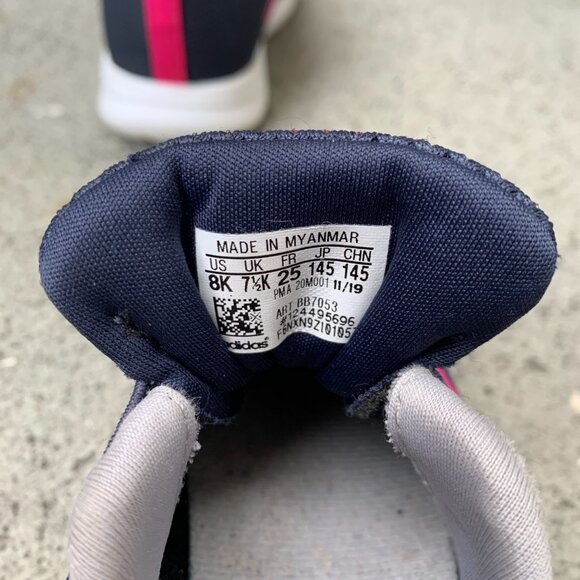 MADE IN MYANMAR
US UK FR JP CHN
8K 7½K 25 145 145
PMA 20M001 11/19
ART BB7053
#124495696
adidas®